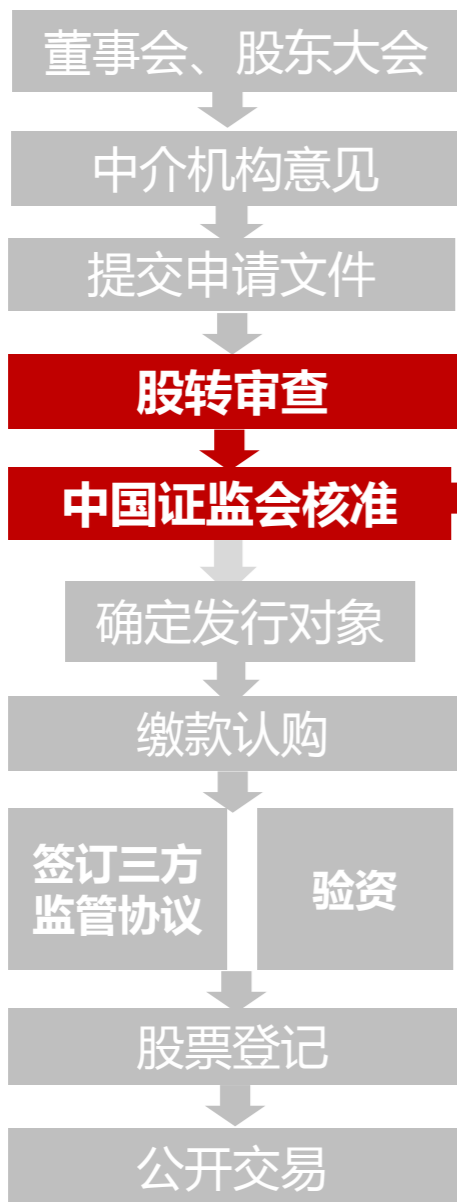 董事会、股东大会
中介机构意见
提交申请文件
股转审查
中国证监会核准
确定发行对象
缴款认购
签订三方
监管协议
验资
股票登记
公开交易